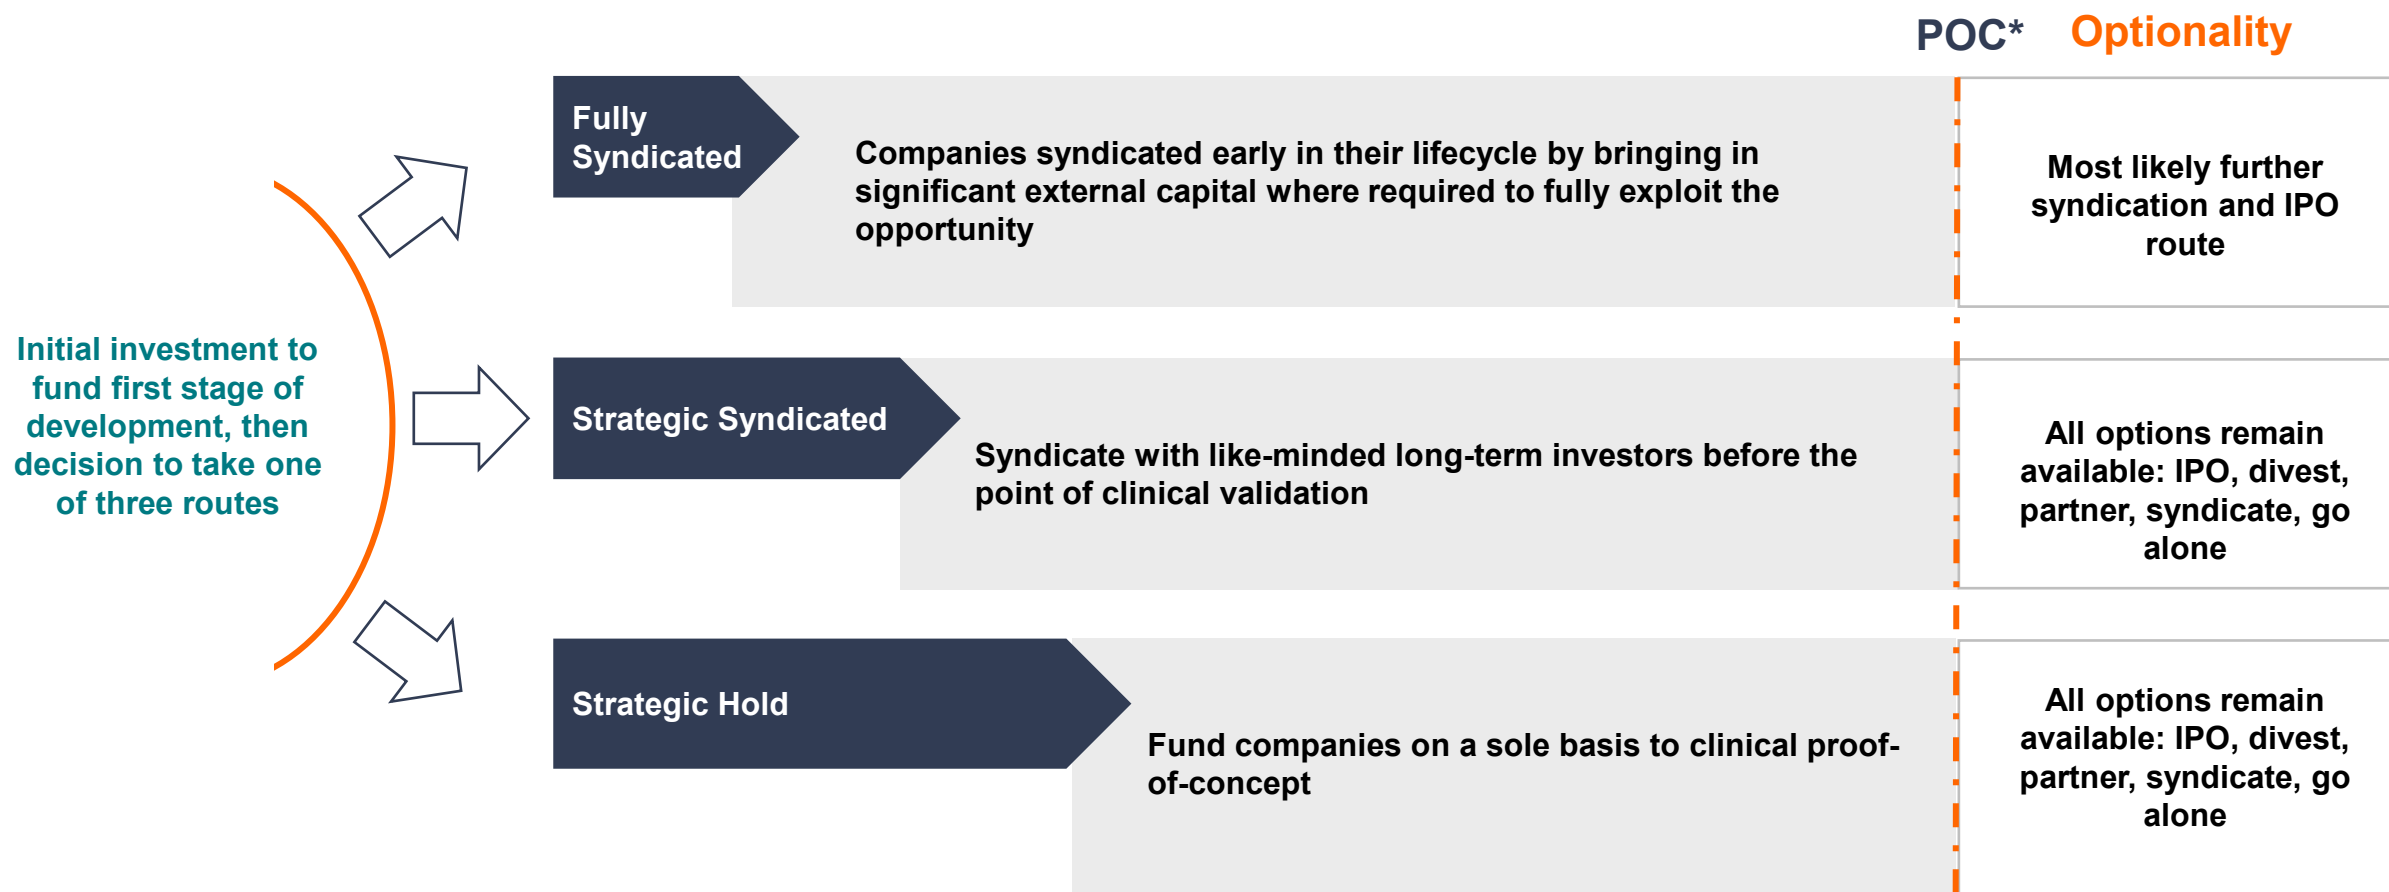 POC*
Optionality
Initial investment to
fund first stage of
development, then
decision to take one
of three routes
Fully
Syndicated
Companies syndicated early in their lifecycle by bringing in
significant external capital where required to fully exploit the
opportunity
Most likely further
syndication and IPO
route
Strategic Syndicated
Syndicate with like-minded long-term investors before the
point of clinical validation
All options remain
available: IPO, divest,
partner, syndicate, go
alone
Strategic Hold
Fund companies on a sole basis to clinical proof-
of-concept
All options remain
available: IPO, divest,
partner, syndicate, go
alone